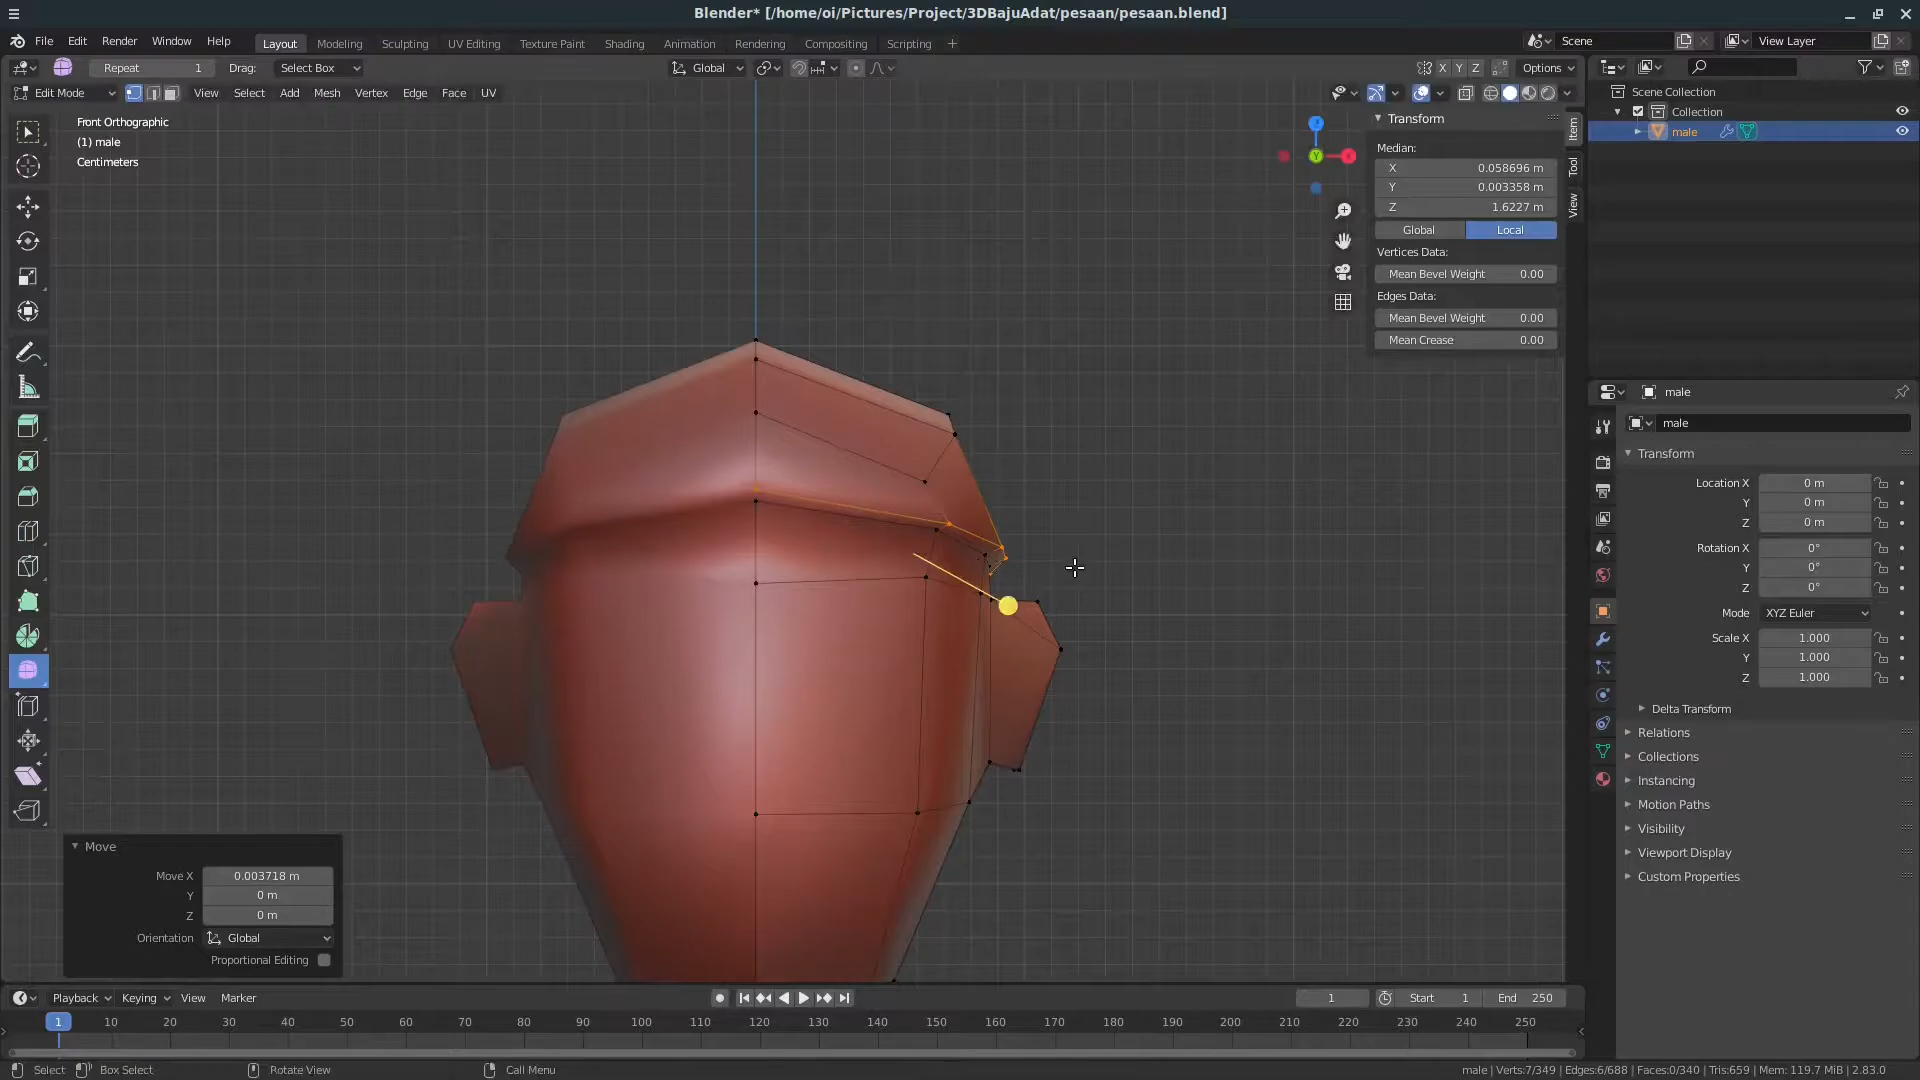 Blender* [/home/oi/Pictures/Project/3DBajuAdat/pesaan/pesaan.blend]
File Edit Render Window Help
Layout Modeling Sculpting UV Editing Texture Paint Shading Animation Rendering Compositing Scripting +
Scene
View Layer
Repeat 1 Drag: Select Box
Global
X Y Z Options
Edit Mode View Select Add Mesh Vertex Edge Face UV
Front Orthographic
(1) male
Centimeters
Y
Transform
Median:
X 0.058696 m
Y 0.003358 m
Z 1.6227 m
Global Local
Vertices Data:
Mean Bevel Weight 0.00
Edges Data:
Mean Bevel Weight 0.00
Mean Crease 0.00
Item
Tool
View
Scene Collection
Collection
male
male
male
Transform
Location X 0 m
Y 0 m
Z 0 m
Rotation X 0°
Y 0°
Z 0°
Mode XYZ Euler
Scale X 1.000
Y 1.000
Z 1.000
Delta Transform
Relations
Collections
Instancing
Motion Paths
Visibility
Viewport Display
Custom Properties
Move
Move X 0.003718 m
Y 0 m
Z 0 m
Orientation Global
Proportional Editing
Playback Keying View Marker
1 Start 1 End 250
1 10 20 30 40 50 60 70 80 90 100 110 120 130 140 150 160 170 180 190 200 210 220 230 240 250
Select Box Select Rotate View Call Menu
male | Verts:7/349 | Edges:6/688 | Faces:0/340 | Tris:659 | Mem: 119.7 MiB | 2.83.0